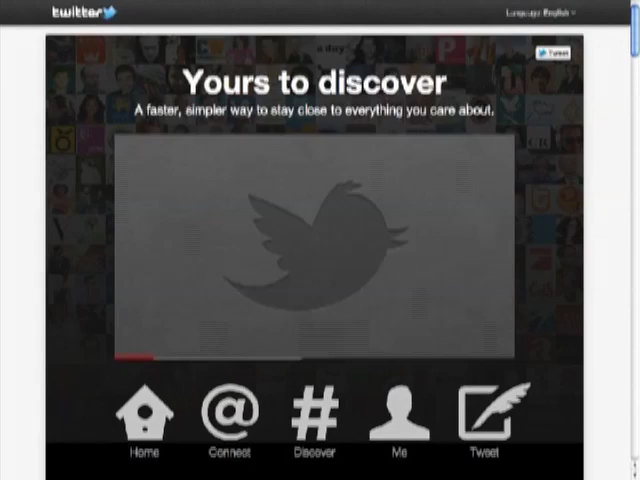 twitter
Language: English
Tweet
Yours to discover
A faster, simpler way to stay close to everything you care about.
Home
Connect
Discover
Me
Tweet